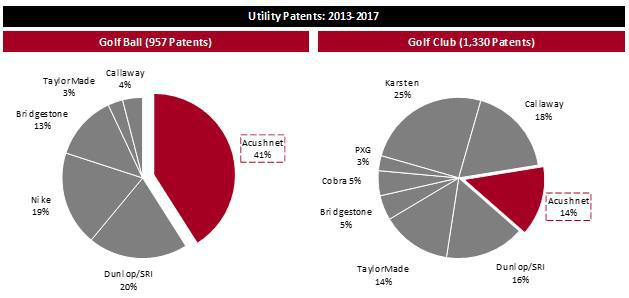 Utility Patents: 2013-2017
Golf Ball (957 Patents)
Callaway
4%
TaylorMade
3%
Bridgestone
13%
Acushnet
41%
Nike
19%
Dunlop/SRI
20%
Golf Club (1,330 Patents)
Karsten
25%
Callaway
18%
PXG
3%
Cobra 5%
Acushnet
14%
Bridgestone
5%
TaylorMade
14%
Dunlop/SRI
16%